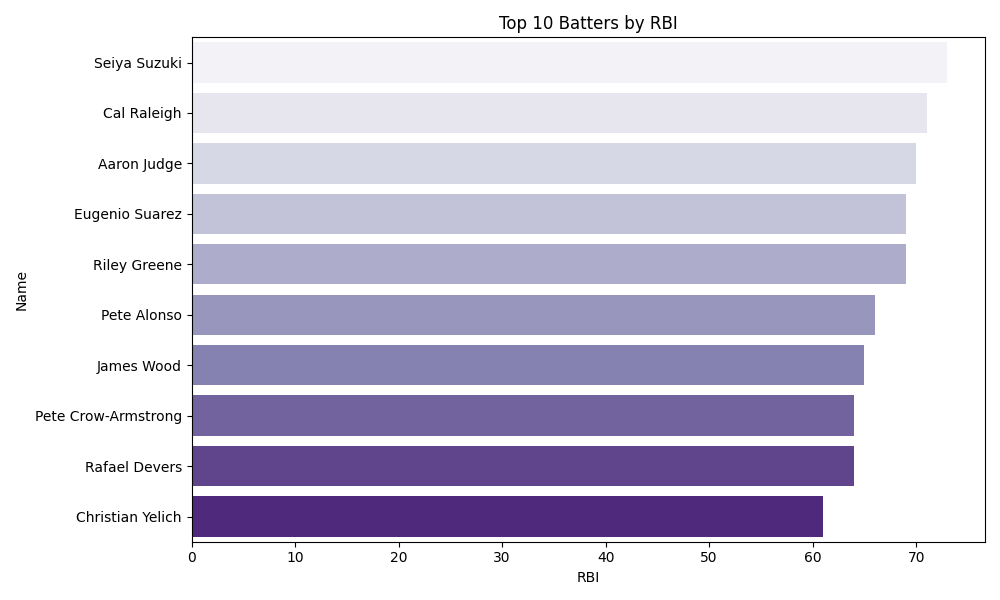 Top 10 Batters by RBI
Name
Seiya Suzuki
Cal Raleigh
Aaron Judge
Eugenio Suarez
Riley Greene
Pete Alonso
James Wood
Pete Crow-Armstrong
Rafael Devers
Christian Yelich
0 10 20 30 40 50 60 70
RBI